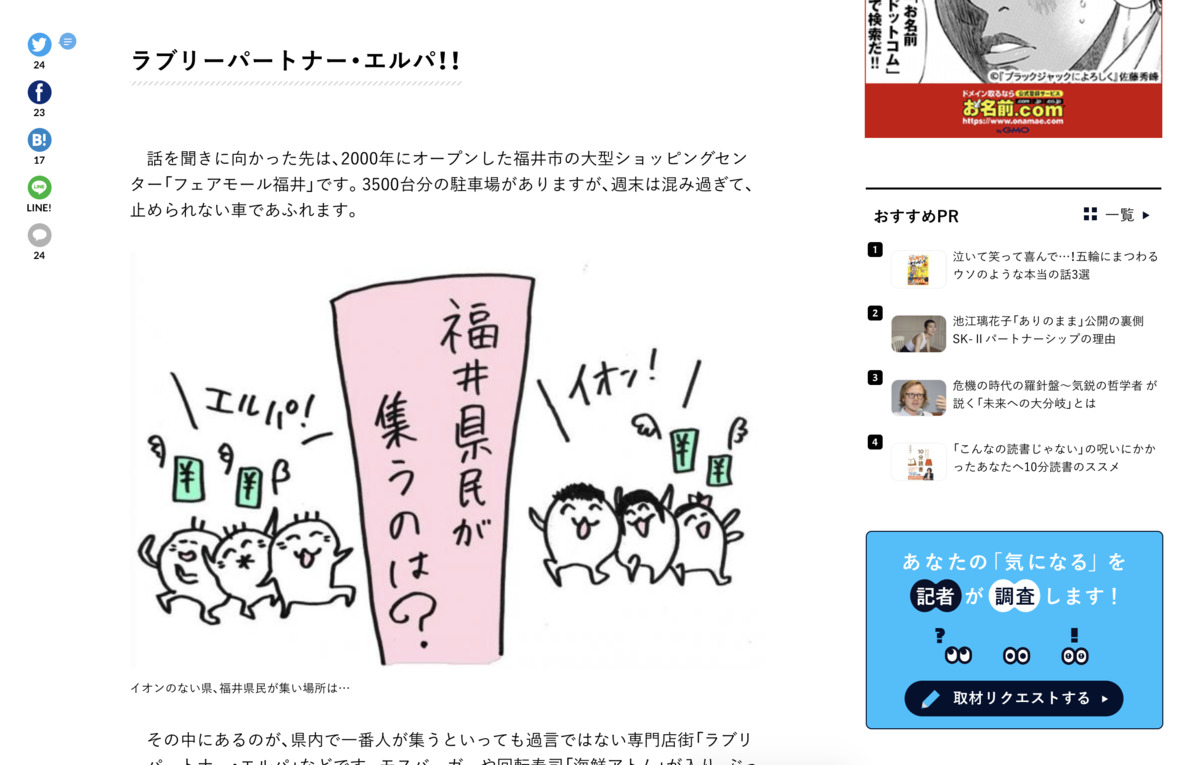 24
23
B!
17
LINE
LINE!
24
ラブリーパートナー・エルパ！！
話を聞きに向かった先は、2000年にオープンした福井市の大型ショッピングセン
ター「フェアモール福井」です。3500台分の駐車場がありますが、週末は混み過ぎて、
止められない車であふれます。
エルパ!
福井県民が
集うのは?
イオン!
¥
¥
¥
¥
イオンのない県、福井県民が集い場所は…
その中にあるのが、県内で一番人が集うといっても過言ではない専門店街「ラブリ
「お名前
ドットコム」
で検索だ!!
©『ブラックジャックによろしく』佐藤秀峰
ドメイン取るなら 公式登録サービス
お名前.com
https://www.onamae.com
by GMO
おすすめPR
一覧
1
泣いて笑って喜んで…！五輪にまつわる
ウソのような本当の話3選
2
池江璃花子「ありのまま」公開の裏側
SK-Ⅱパートナーシップの理由
3
危機の時代の羅針盤〜気鋭の哲学者 が
説く「未来への大分岐」とは
4
「こんなの読書じゃない」の呪いにかか
ったあなたへ10分読書のススメ
あなたの「気になる」を
記者が調査します！
?
!
取材リクエストする